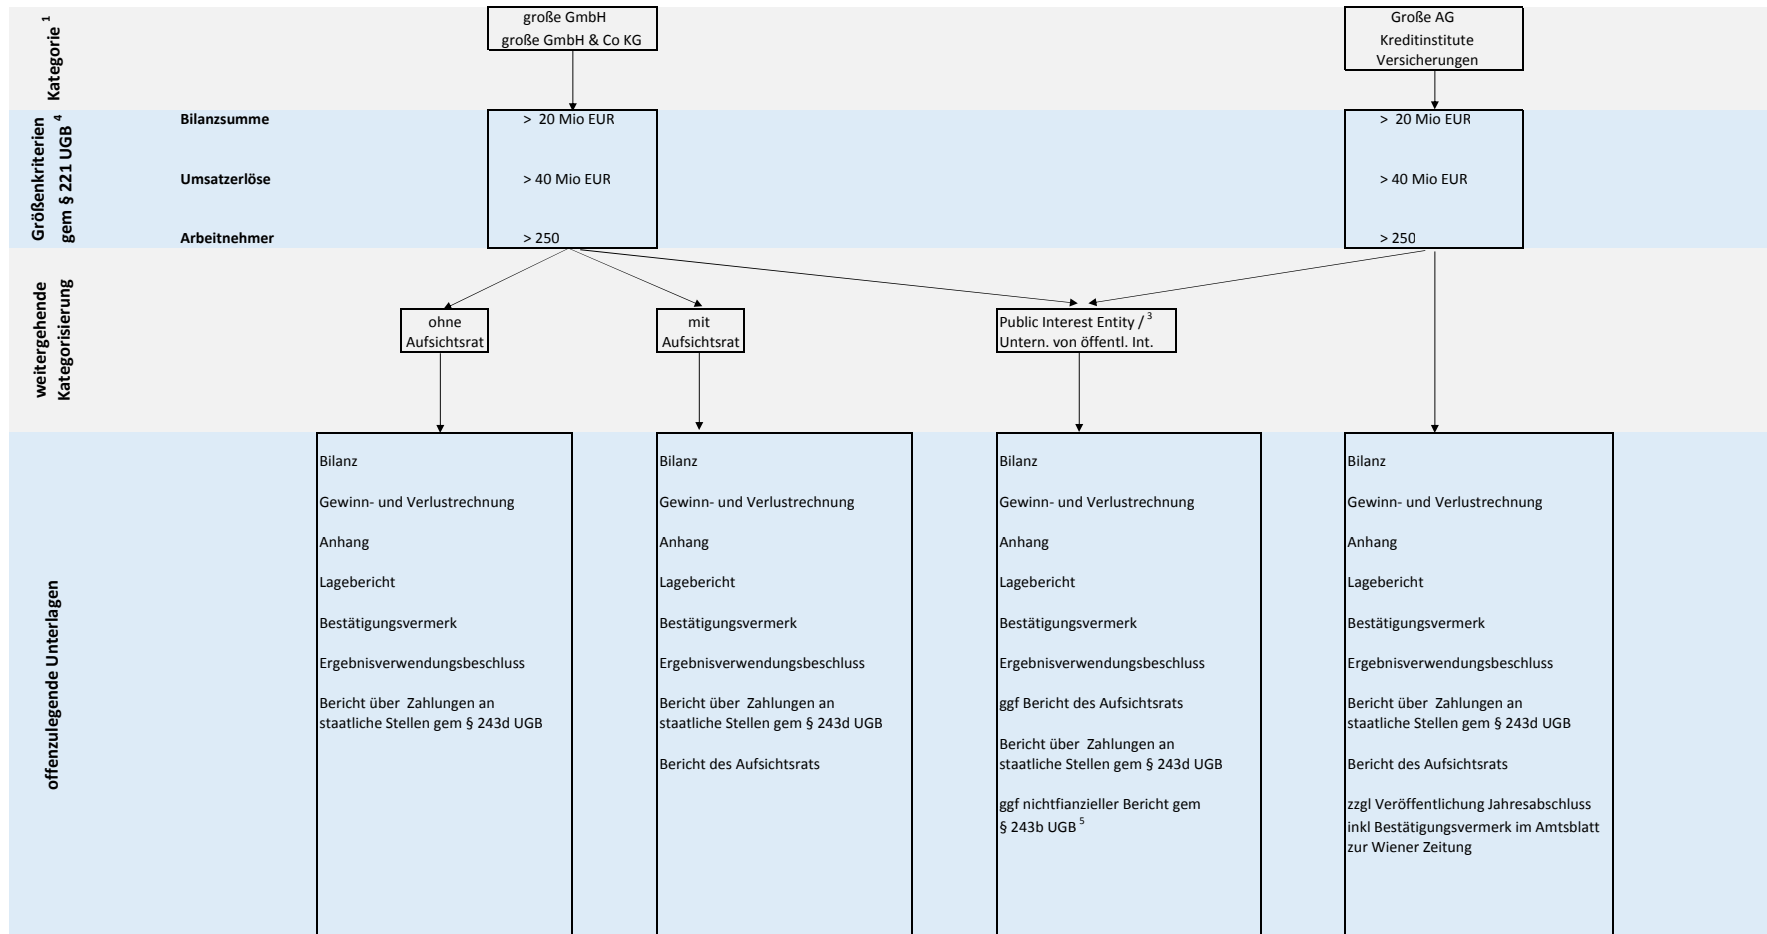 Kategorie 1
große GmbH
große GmbH & Co KG
Große AG
Kreditinstitute
Versicherungen
Größenkriterien
gem § 221 UGB 4
Bilanzsumme
> 20 Mio EUR
> 20 Mio EUR
Umsatzerlöse
> 40 Mio EUR
> 40 Mio EUR
Arbeitnehmer
> 250
> 250
weitergehende
Kategorisierung
ohne
Aufsichtsrat
mit
Aufsichtsrat
Public Interest Entity / 3
Untern. von öffentl. Int.
offenzulegende Unterlagen
Bilanz
Gewinn- und Verlustrechnung
Anhang
Lagebericht
Bestätigungsvermerk
Ergebnisverwendungsbeschluss
Bericht über Zahlungen an
staatliche Stellen gem § 243d UGB
Bilanz
Gewinn- und Verlustrechnung
Anhang
Lagebericht
Bestätigungsvermerk
Ergebnisverwendungsbeschluss
Bericht über Zahlungen an
staatliche Stellen gem § 243d UGB
Bericht des Aufsichtsrats
Bilanz
Gewinn- und Verlustrechnung
Anhang
Lagebericht
Bestätigungsvermerk
Ergebnisverwendungsbeschluss
ggf Bericht des Aufsichtsrats
Bericht über Zahlungen an
staatliche Stellen gem § 243d UGB
ggf nichtfianzieller Bericht gem
§ 243b UGB 5
Bilanz
Gewinn- und Verlustrechnung
Anhang
Lagebericht
Bestätigungsvermerk
Ergebnisverwendungsbeschluss
Bericht über Zahlungen an
staatliche Stellen gem § 243d UGB
Bericht des Aufsichtsrats
zzgl Veröffentlichung Jahresabschluss
inkl Bestätigungsvermerk im Amtsblatt
zur Wiener Zeitung